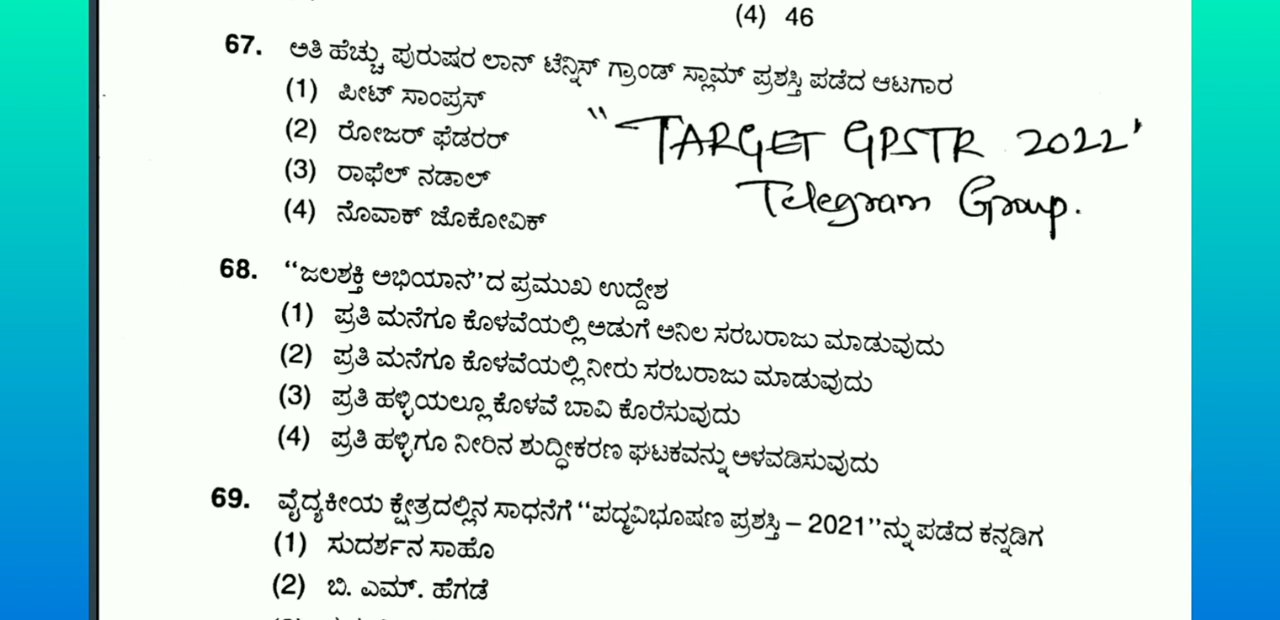 (4) 46
67. ಅತಿ ಹೆಚ್ಚು ಪುರುಷರ ಲಾನ್ ಟೆನ್ನಿಸ್ ಗ್ರಾಂಡ್ ಸ್ಲಾಮ್ ಪ್ರಶಸ್ತಿ ಪಡೆದ ಆಟಗಾರ
(1) ಪೀಟ್ ಸಾಂಪ್ರಸ್
"TARGET GPSTR 2022'
(2) ರೋಜರ್ ಫೆಡರರ್
(3) ರಾಫೆಲ್ ನಡಾಲ್
Telegram Group.
(4) ನೊವಾಕ್ ಜೊಕೋವಿಕ್
68. "ಜಲಶಕ್ತಿ ಅಭಿಯಾನ"ದ ಪ್ರಮುಖ ಉದ್ದೇಶ
(1) ಪ್ರತಿ ಮನೆಗೂ ಕೊಳವೆಯಲ್ಲಿ ಅಡುಗೆ ಅನಿಲ ಸರಬರಾಜು ಮಾಡುವುದು
(2) ಪ್ರತಿ ಮನೆಗೂ ಕೊಳವೆಯಲ್ಲಿ ನೀರು ಸರಬರಾಜು ಮಾಡುವುದು
(3) ಪ್ರತಿ ಹಳ್ಳಿಯಲ್ಲೂ ಕೊಳವೆ ಬಾವಿ ಕೊರೆಸುವುದು
(4) ಪ್ರತಿ ಹಳ್ಳಿಗೂ ನೀರಿನ ಶುದ್ಧೀಕರಣ ಘಟಕವನ್ನು ಅಳವಡಿಸುವುದು
69. ವೈದ್ಯಕೀಯ ಕ್ಷೇತ್ರದಲ್ಲಿನ ಸಾಧನೆಗೆ "ಪದ್ಮವಿಭೂಷಣ ಪ್ರಶಸ್ತಿ – 2021"ನ್ನು ಪಡೆದ ಕನ್ನಡಿಗ
(1) ಸುದರ್ಶನ ಸಾಹೊ
(2) ಬಿ. ಎಮ್. ಹೆಗಡೆ